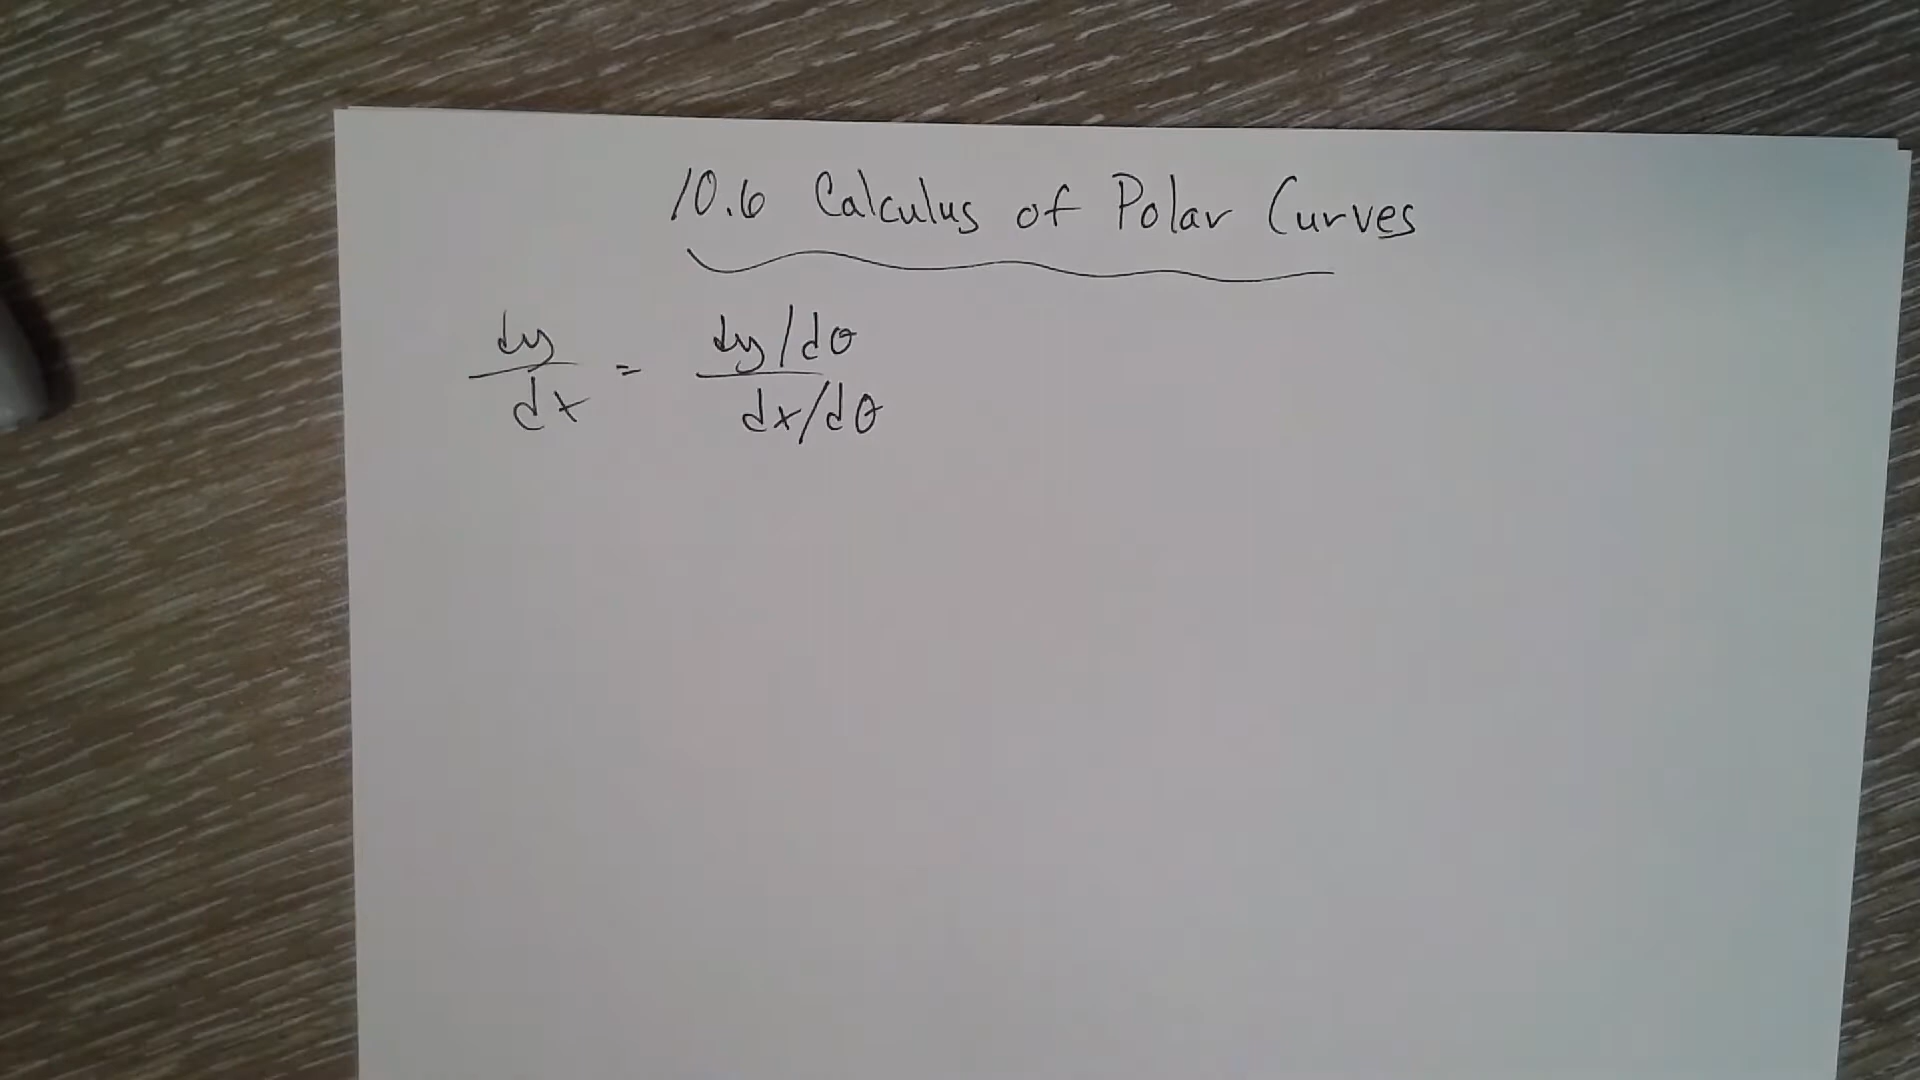 10.6 Calculus of Polar Curves
dy/dx = (dy/dθ)/(dx/dθ)